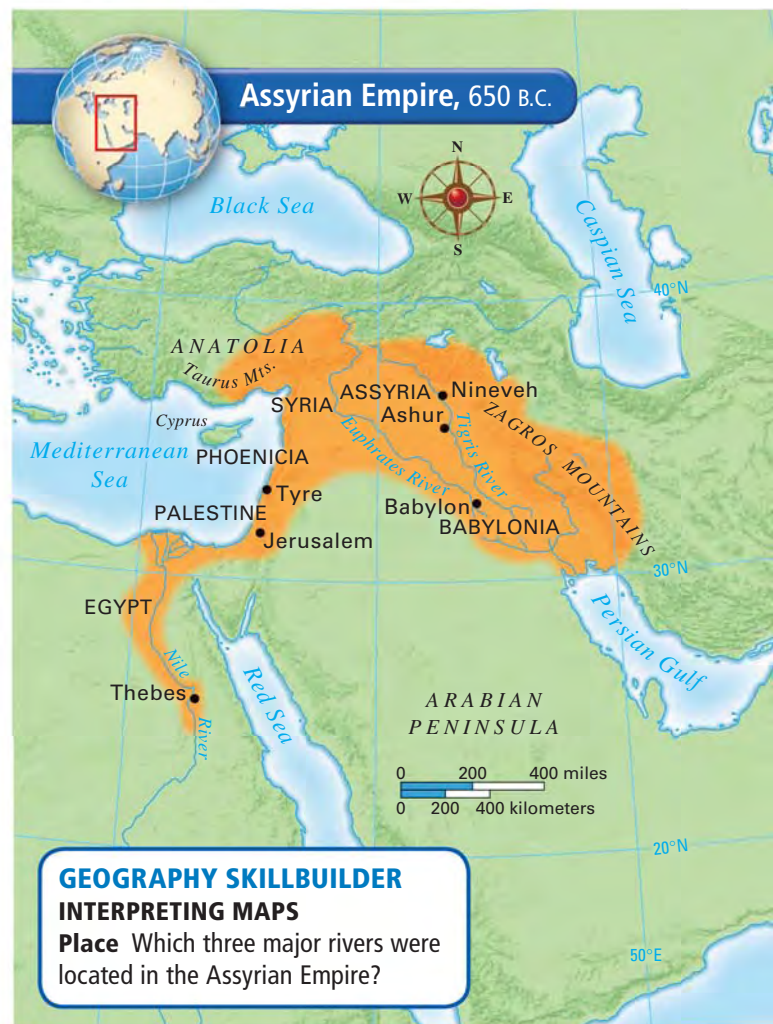 Assyrian Empire, 650 B.C.
N
W E
S
Black Sea
Caspian Sea
40°N
ANATOLIA
Taurus Mts.
ASSYRIA
Nineveh
SYRIA
Ashur
ZAGROS MOUNTAINS
Cyprus
Tigris River
Euphrates River
Mediterranean
Sea
PHOENICIA
Tyre
Babylon
PALESTINE
BABYLONIA
Jerusalem
30°N
EGYPT
Persian Gulf
Nile River
Thebes
Red Sea
ARABIAN
PENINSULA
0 200 400 miles
0 200 400 kilometers
20°N
50°E
GEOGRAPHY SKILLBUILDER
INTERPRETING MAPS
Place Which three major rivers were
located in the Assyrian Empire?